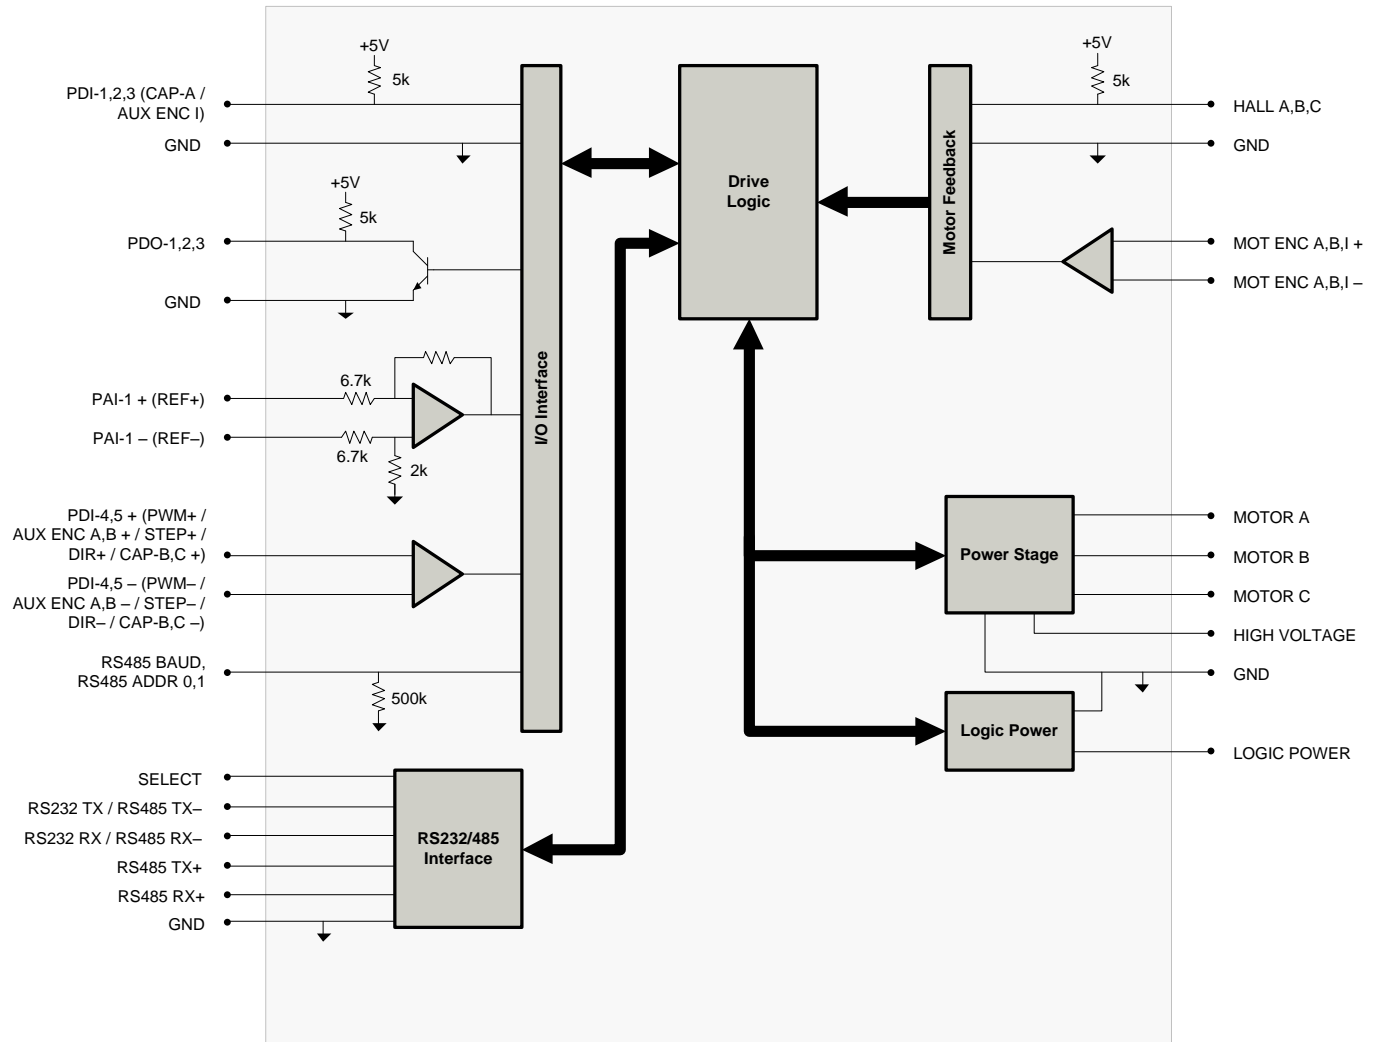 +5V
5k
PDI-1,2,3 (CAP-A /
AUX ENC I)
GND
+5V
5k
PDO-1,2,3
GND
6.7k
PAI-1 + (REF+)
PAI-1 – (REF–)
6.7k
2k
PDI-4,5 + (PWM+ /
AUX ENC A,B + / STEP+ /
DIR+ / CAP-B,C +)
PDI-4,5 – (PWM– /
AUX ENC A,B – / STEP– /
DIR– / CAP-B,C –)
RS485 BAUD,
RS485 ADDR 0,1
500k
SELECT
RS232 TX / RS485 TX–
RS232 RX / RS485 RX–
RS485 TX+
RS485 RX+
GND
RS232/485
Interface
I/O Interface
Drive
Logic
Motor Feedback
+5V
5k
HALL A,B,C
GND
MOT ENC A,B,I +
MOT ENC A,B,I –
Power Stage
MOTOR A
MOTOR B
MOTOR C
HIGH VOLTAGE
GND
Logic Power
LOGIC POWER